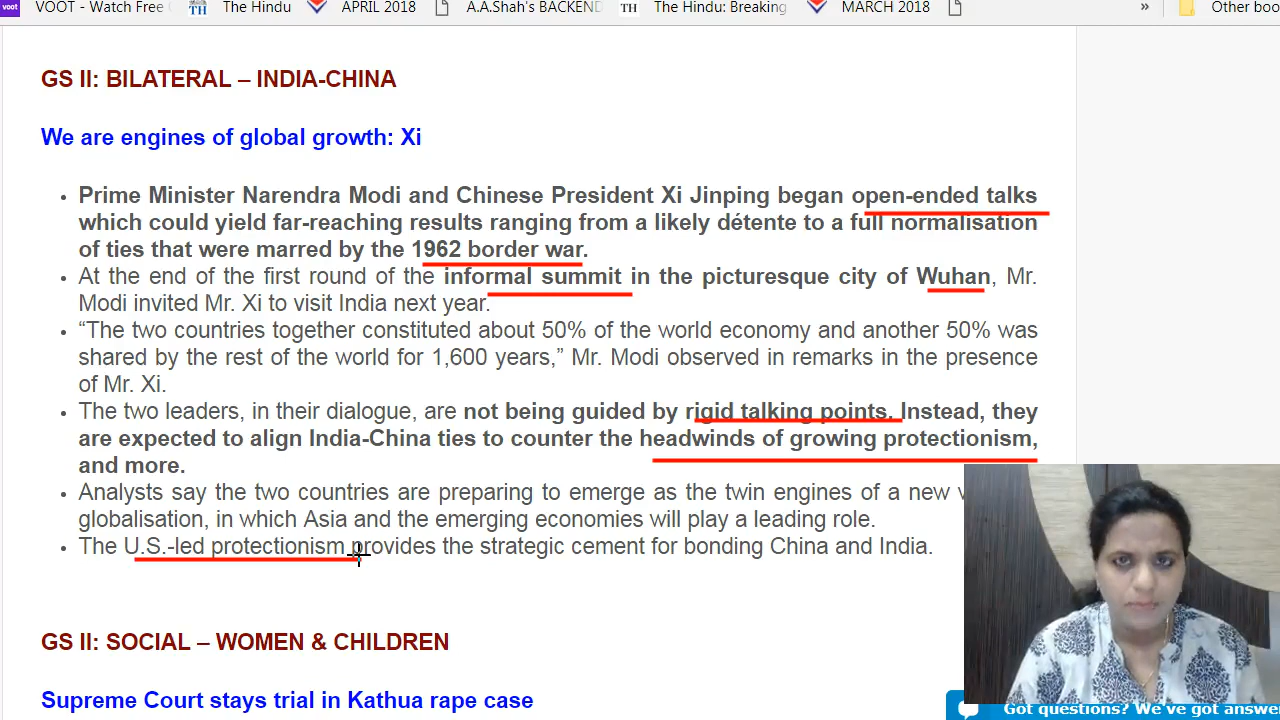 voot VOOT - Watch Free TH The Hindu APRIL 2018 A.A.Shah's BACKEND TH The Hindu: Breaking MARCH 2018 » Other boo
GS II: BILATERAL – INDIA-CHINA
We are engines of global growth: Xi
• Prime Minister Narendra Modi and Chinese President Xi Jinping began open-ended talks
which could yield far-reaching results ranging from a likely détente to a full normalisation
of ties that were marred by the 1962 border war.
• At the end of the first round of the informal summit in the picturesque city of Wuhan, Mr.
Modi invited Mr. Xi to visit India next year.
• “The two countries together constituted about 50% of the world economy and another 50% was
shared by the rest of the world for 1,600 years,” Mr. Modi observed in remarks in the presence
of Mr. Xi.
• The two leaders, in their dialogue, are not being guided by rigid talking points. Instead, they
are expected to align India-China ties to counter the headwinds of growing protectionism,
and more.
• Analysts say the two countries are preparing to emerge as the twin engines of a new
globalisation, in which Asia and the emerging economies will play a leading role.
• The U.S.-led protectionism provides the strategic cement for bonding China and India.
GS II: SOCIAL – WOMEN & CHILDREN
Supreme Court stays trial in Kathua rape case
Got questions? We've got answe